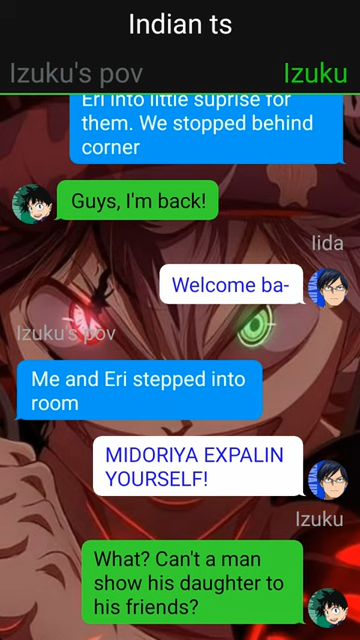 Indian ts
Izuku's pov
Izuku
Eri into little suprise for
them. We stopped behind
corner
Guys, I'm back!
Iida
Welcome ba-
Izuku's pov
Me and Eri stepped into
room
MIDORIYA EXPALIN
YOURSELF!
Izuku
What? Can't a man
show his daughter to
his friends?